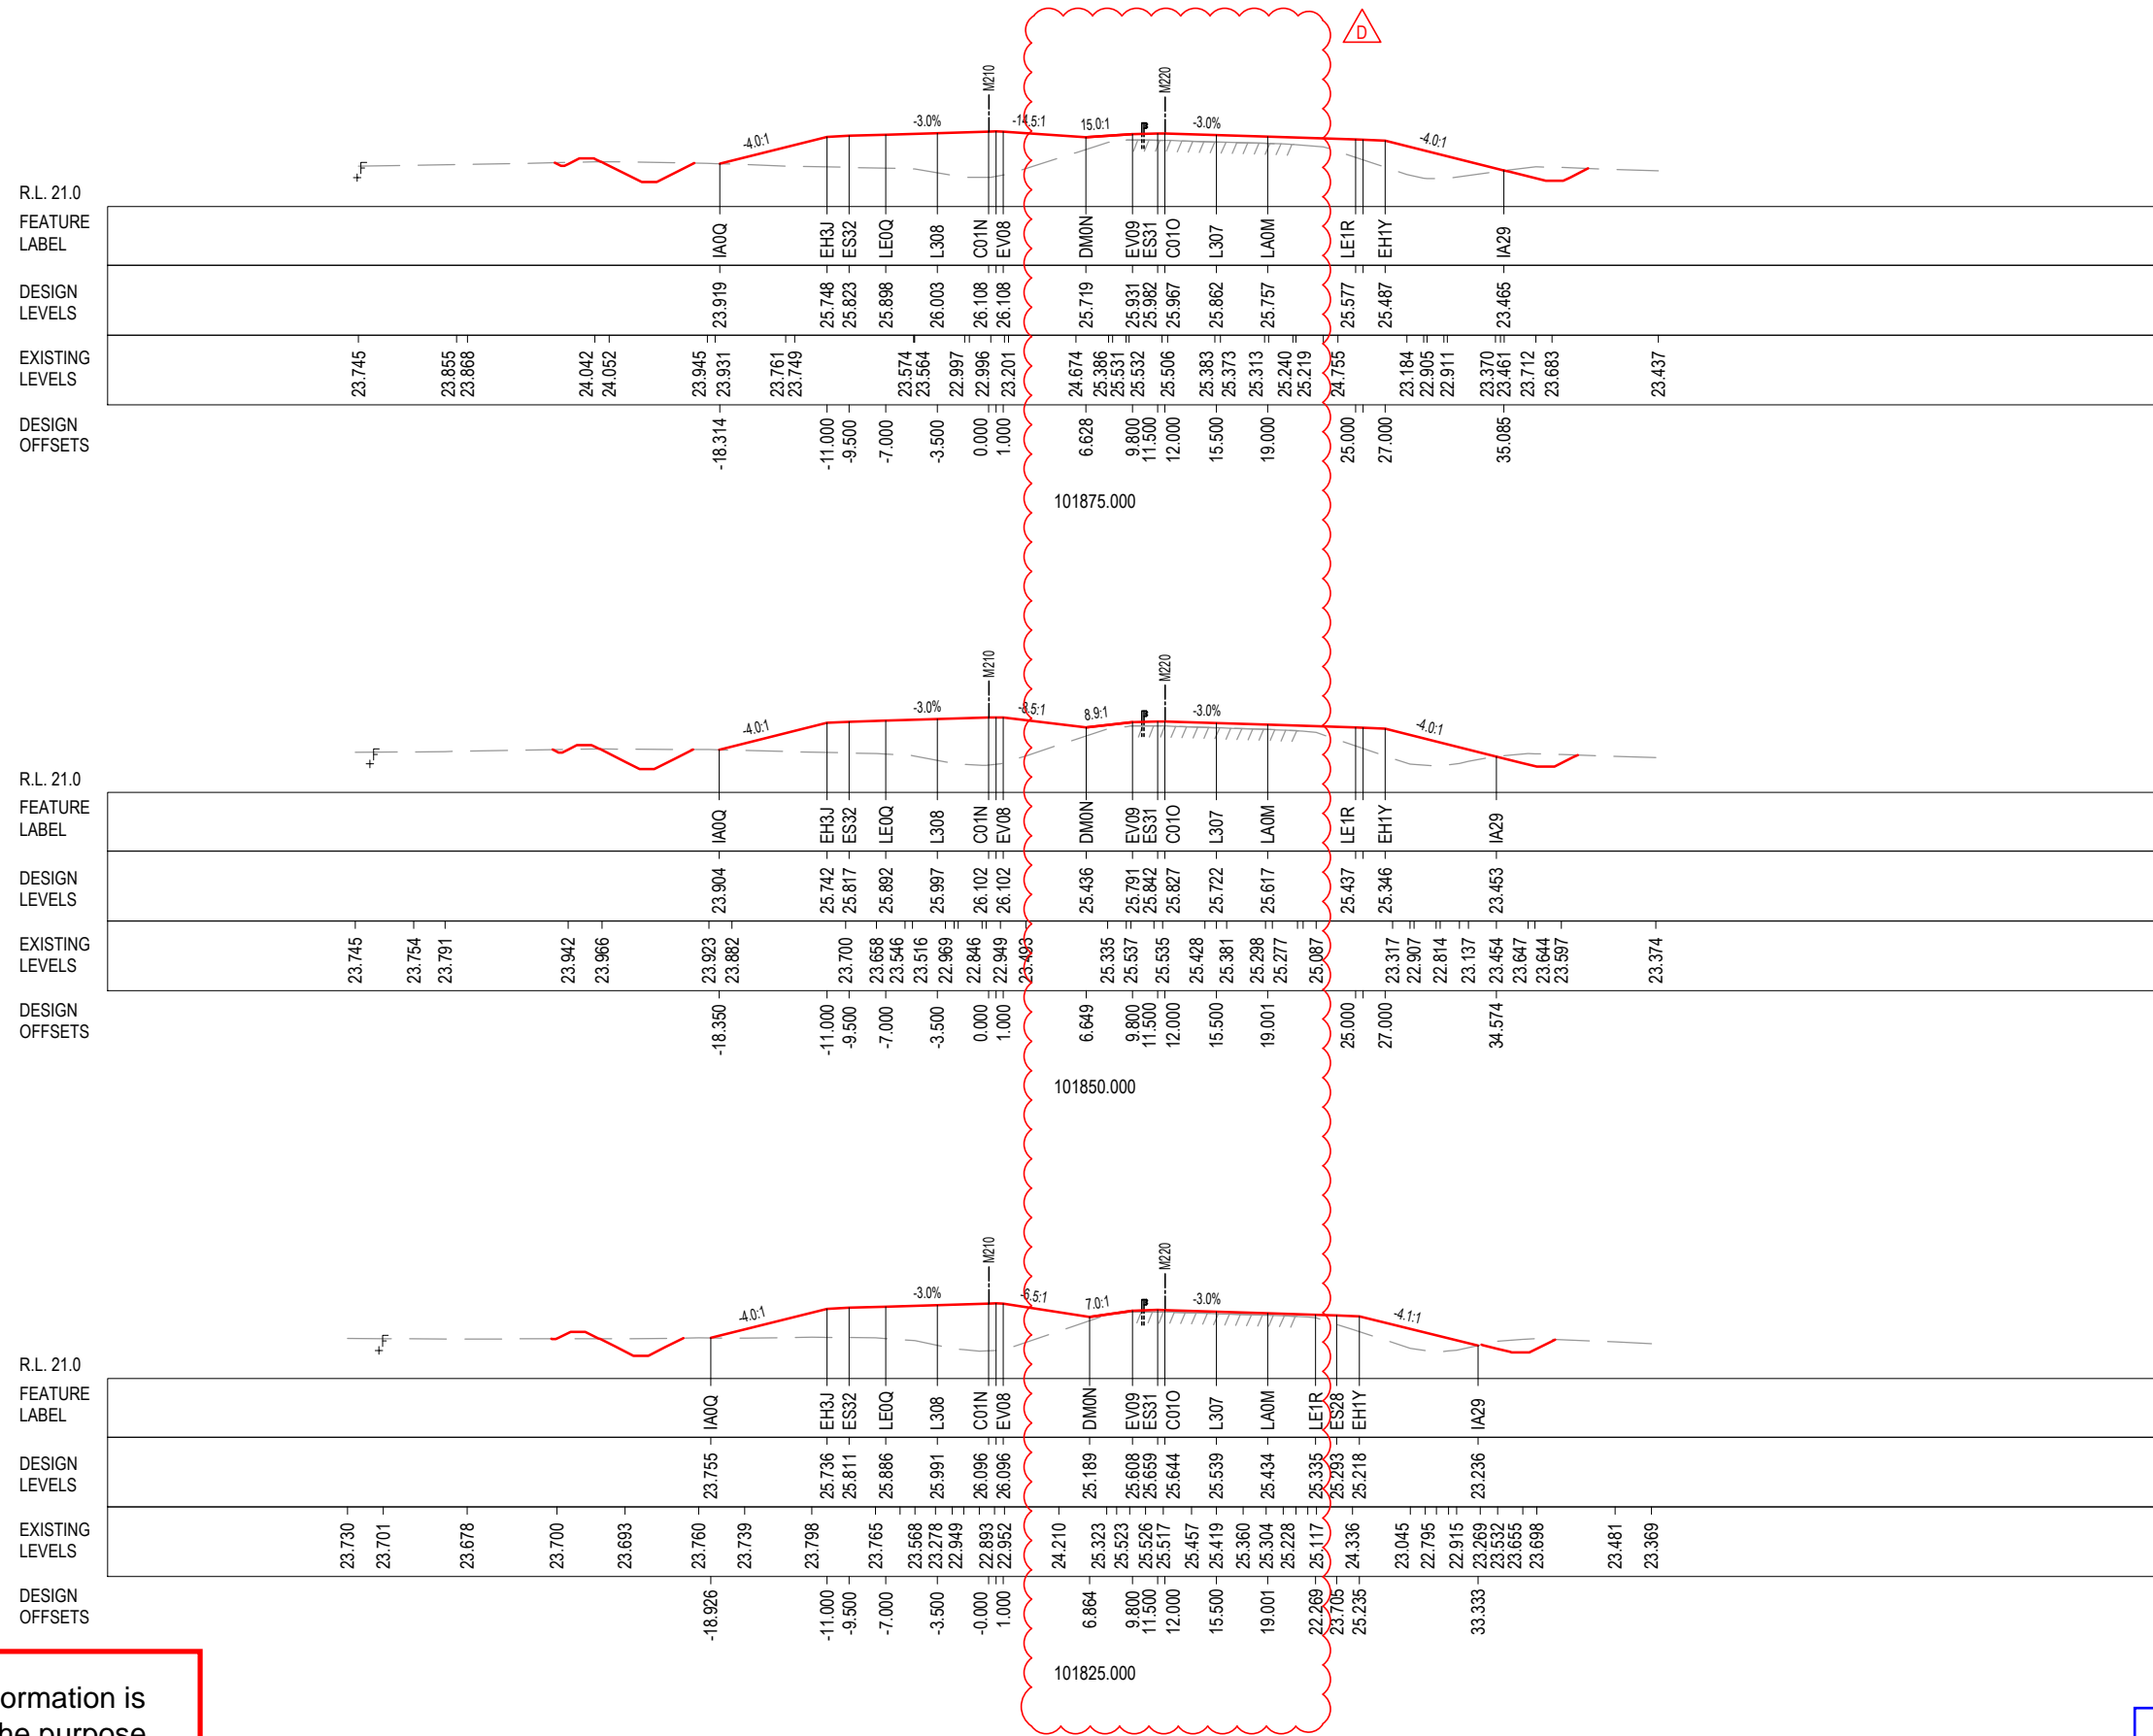 D
M210
M220
-4.0:1
-3.0%
-14.5:1
15.0:1
-3.0%
-4.0:1
R.L. 21.0
FEATURE LABEL
IA0Q EH3J ES32 LE0Q L308 C01N EV08 DM0N EV09 ES31 C01O L307 LA0M LE1R EH1Y IA29
DESIGN LEVELS
23.919 25.748 25.823 25.898 26.003 26.108 26.108 25.719 25.931 25.982 25.967 25.862 25.757 25.577 25.487 23.465
EXISTING LEVELS
23.745 23.855 23.868 24.042 24.052 23.945 23.931 23.761 23.749 23.574 23.564 22.997 22.996 23.201 24.674 25.386 25.531 25.532 25.506 25.383 25.373 25.313 25.240 25.219 24.755 23.184 22.905 22.911 23.370 23.461 23.712 23.683 23.437
DESIGN OFFSETS
-18.314 -11.000 -9.500 -7.000 -3.500 0.000 1.000 6.628 9.800 11.500 12.000 15.500 19.000 25.000 27.000 35.085
101875.000
M210
M220
-4.0:1
-3.0%
-8.5:1
8.9:1
-3.0%
-4.0:1
R.L. 21.0
FEATURE LABEL
IA0Q EH3J ES32 LE0Q L308 C01N EV08 DM0N EV09 ES31 C01O L307 LA0M LE1R EH1Y IA29
DESIGN LEVELS
23.904 25.742 25.817 25.892 25.997 26.102 26.102 25.436 25.791 25.842 25.827 25.722 25.617 25.437 25.346 23.453
EXISTING LEVELS
23.745 23.754 23.791 23.942 23.966 23.923 23.882 23.700 23.658 23.546 23.516 22.969 22.846 22.949 23.493 25.335 25.537 25.535 25.428 25.381 25.298 25.277 25.087 23.317 22.907 22.814 23.137 23.454 23.647 23.644 23.597 23.374
DESIGN OFFSETS
-18.350 -11.000 -9.500 -7.000 -3.500 0.000 1.000 6.649 9.800 11.500 12.000 15.500 19.001 25.000 27.000 34.574
101850.000
M210
M220
-4.0:1
-3.0%
-6.5:1
7.0:1
-3.0%
-4.1:1
R.L. 21.0
FEATURE LABEL
IA0Q EH3J ES32 LE0Q L308 C01N EV08 DM0N EV09 ES31 C01O L307 LA0M LE1R ES28 EH1Y IA29
DESIGN LEVELS
23.755 25.736 25.811 25.886 25.991 26.096 26.096 25.189 25.608 25.659 25.644 25.539 25.434 25.335 25.293 25.218 23.236
EXISTING LEVELS
23.730 23.701 23.678 23.700 23.693 23.760 23.739 23.798 23.765 23.568 23.278 22.949 22.893 22.952 24.210 25.323 25.523 25.526 25.517 25.457 25.419 25.360 25.304 25.228 25.117 24.336 23.045 22.795 22.915 23.269 23.532 23.655 23.698 23.481 23.369
DESIGN OFFSETS
-18.926 -11.000 -9.500 -7.000 -3.500 -0.000 1.000 6.864 9.800 11.500 12.000 15.500 19.001 22.269 23.705 25.235 33.333
101825.000
ormation is
he purpose